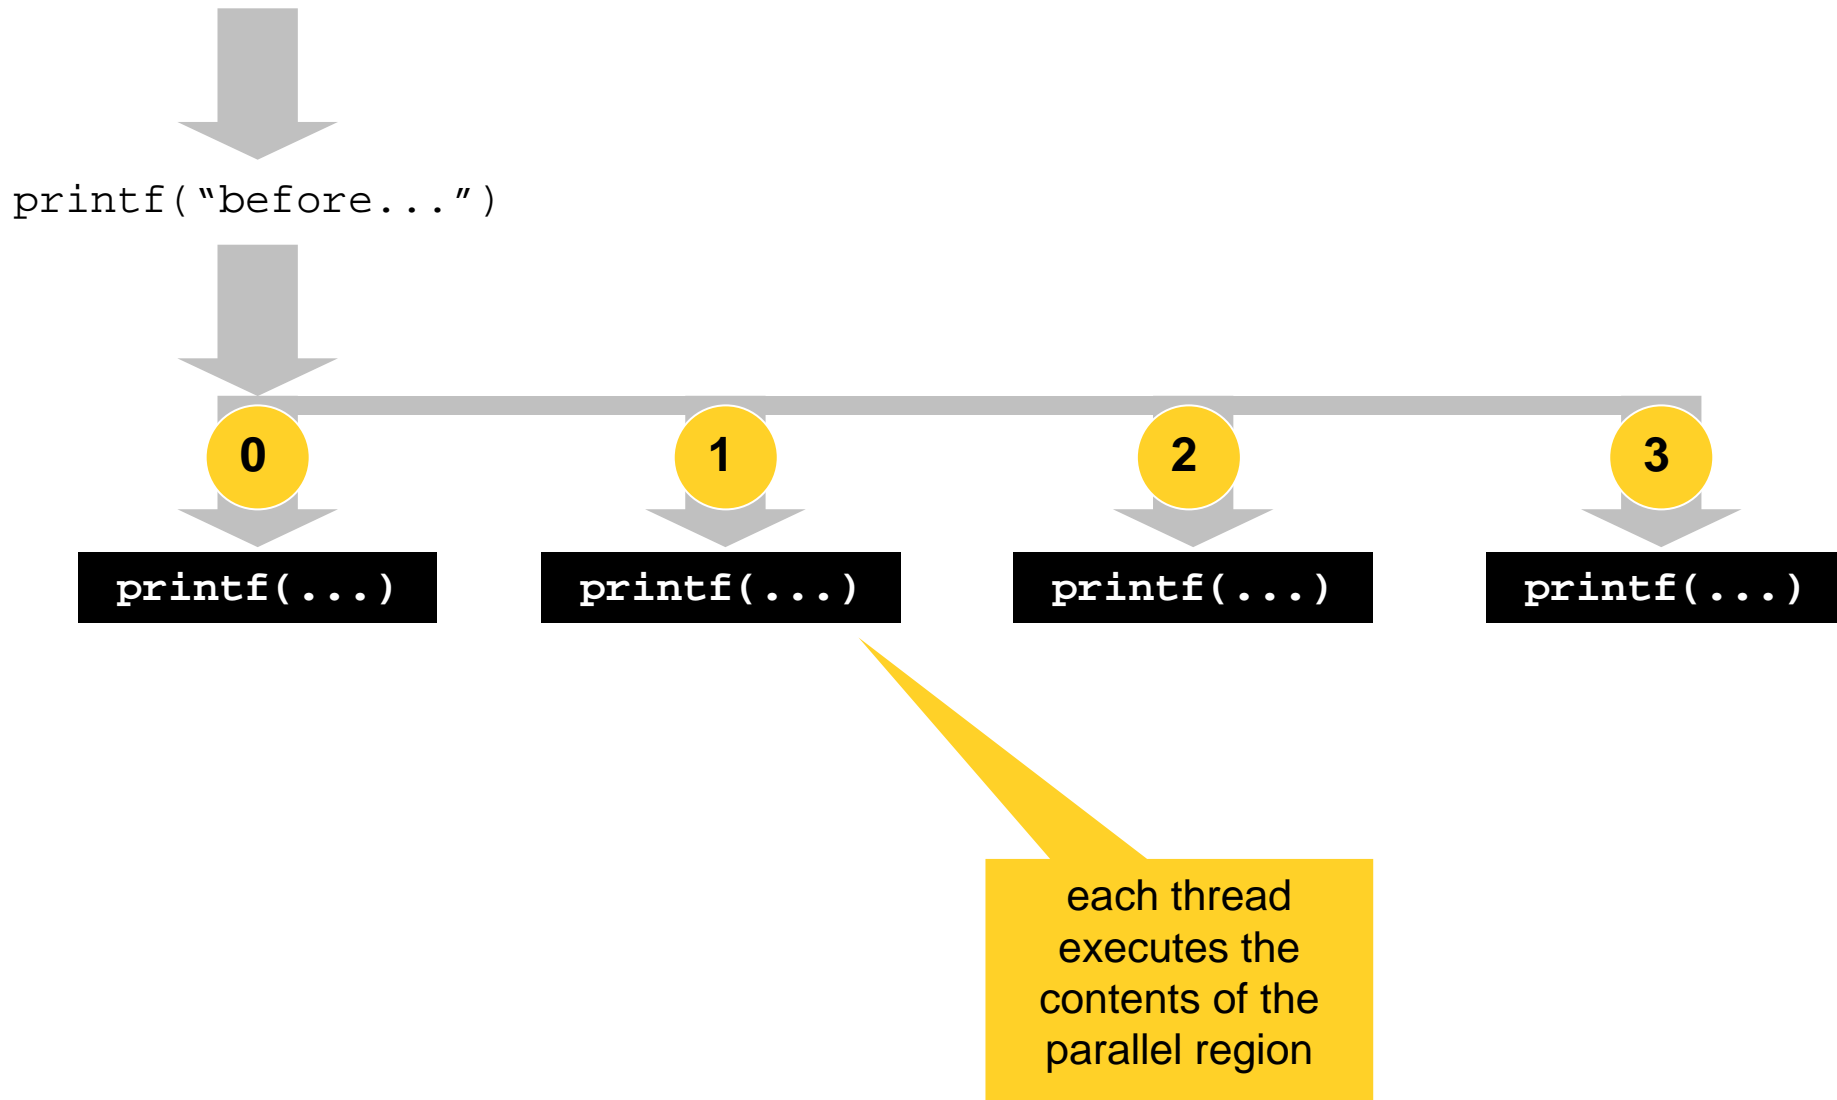 printf(“before...”)
0 1 2 3
printf(...) printf(...) printf(...) printf(...)
each thread
executes the
contents of the
parallel region